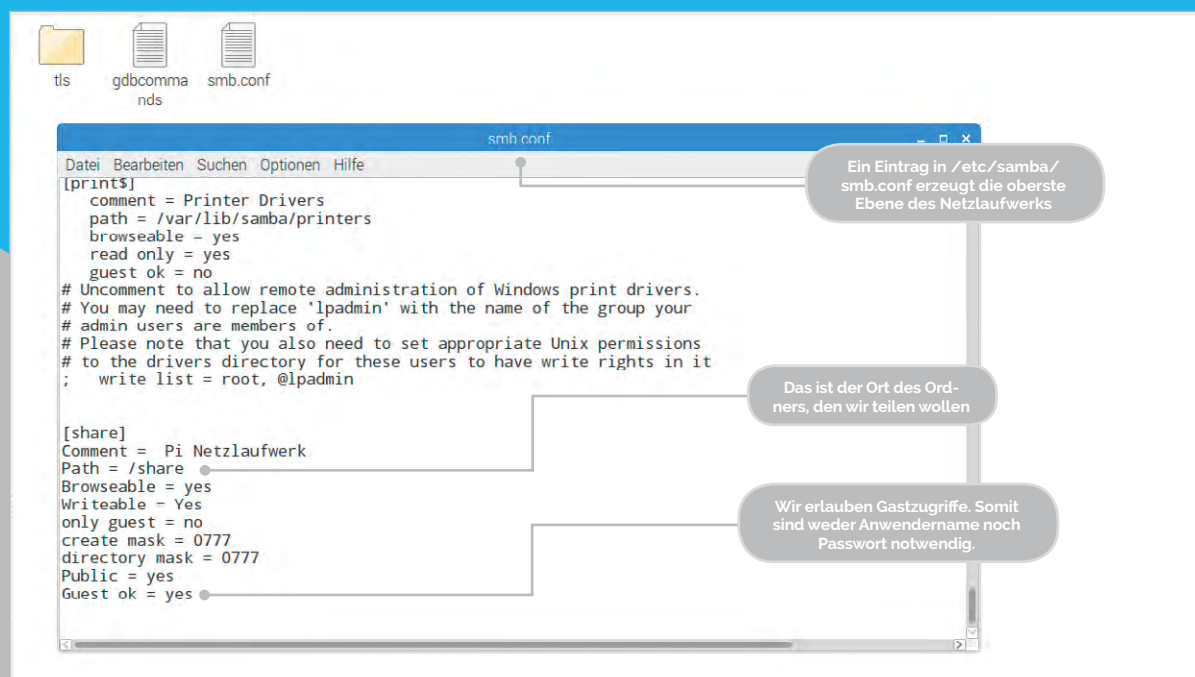 tls
gdbcomma
nds
smb.conf
smb.conf
Datei Bearbeiten Suchen Optionen Hilfe
[print$]
comment = Printer Drivers
path = /var/lib/samba/printers
browseable = yes
read only = yes
guest ok = no
# Uncomment to allow remote administration of Windows print drivers.
# You may need to replace 'lpadmin' with the name of the group your
# admin users are members of.
# Please note that you also need to set appropriate Unix permissions
# to the drivers directory for these users to have write rights in it
;   write list = root, @lpadmin
[share]
Comment =  Pi Netzlaufwerk
Path = /share
Browseable = yes
Writeable = Yes
only guest = no
create mask = 0777
directory mask = 0777
Public = yes
Guest ok = yes
Ein Eintrag in /etc/samba/
smb.conf erzeugt die oberste
Ebene des Netzlaufwerks
Das ist der Ort des Ord-
ners, den wir teilen wollen
Wir erlauben Gastzugriffe. Somit
sind weder Anwendername noch
Passwort notwendig.